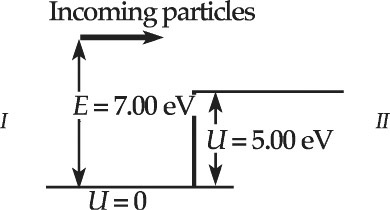 Incoming particles
E = 7.00 eV
I
II
U = 5.00 eV
U = 0